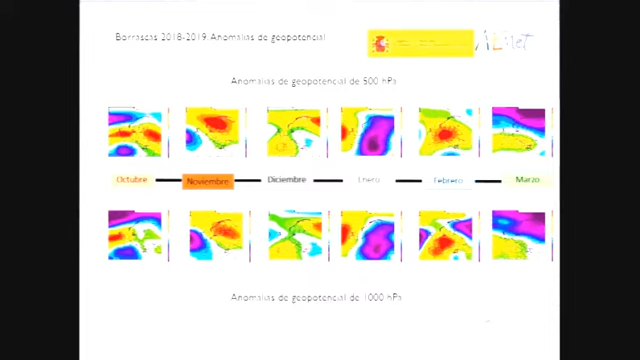 Borrascas 2018-2019. Anomalías de geopotencial
AEMet
Anomalías de geopotencial de 500 hPa
Octubre Noviembre Diciembre Enero Febrero Marzo
Anomalías de geopotencial de 1000 hPa